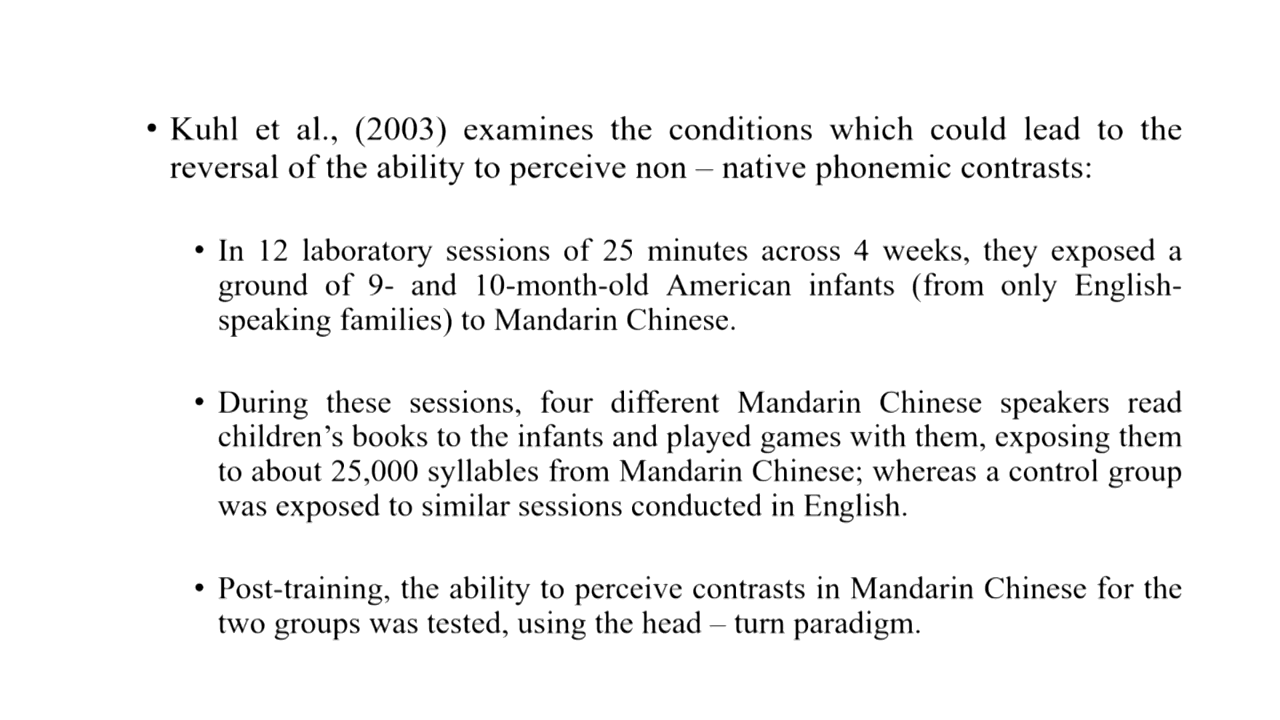 • Kuhl et al., (2003) examines the conditions which could lead to the
reversal of the ability to perceive non – native phonemic contrasts:
• In 12 laboratory sessions of 25 minutes across 4 weeks, they exposed a
ground of 9- and 10-month-old American infants (from only English-
speaking families) to Mandarin Chinese.
• During these sessions, four different Mandarin Chinese speakers read
children’s books to the infants and played games with them, exposing them
to about 25,000 syllables from Mandarin Chinese; whereas a control group
was exposed to similar sessions conducted in English.
• Post-training, the ability to perceive contrasts in Mandarin Chinese for the
two groups was tested, using the head – turn paradigm.